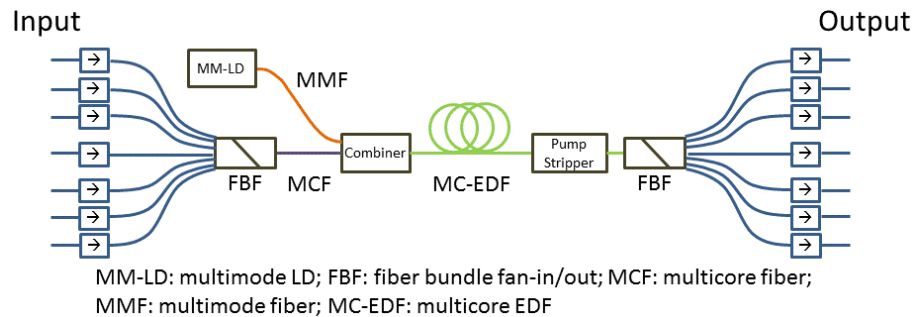 Input
Output
MM-LD
MMF
Combiner
Pump
Stripper
FBF
MCF
MC-EDF
FBF
MM-LD: multimode LD; FBF: fiber bundle fan-in/out; MCF: multicore fiber;
MMF: multimode fiber; MC-EDF: multicore EDF